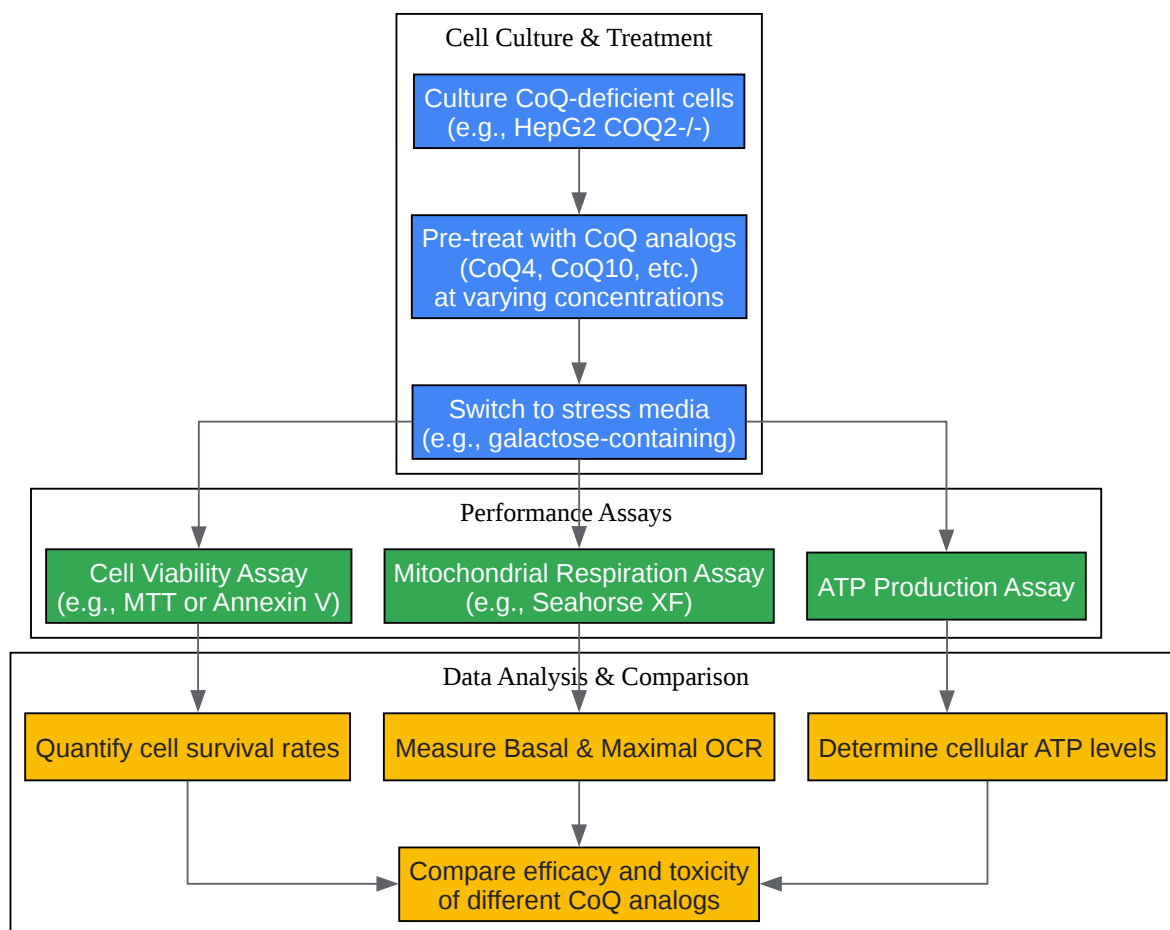 Cell Culture & Treatment
Culture CoQ-deficient cells
(e.g., HepG2 COQ2-/-)
Pre-treat with CoQ analogs
(CoQ4, CoQ10, etc.)
at varying concentrations
Switch to stress media
(e.g., galactose-containing)
Performance Assays
Cell Viability Assay
(e.g., MTT or Annexin V)
Mitochondrial Respiration Assay
(e.g., Seahorse XF)
ATP Production Assay
Data Analysis & Comparison
Quantify cell survival rates
Measure Basal & Maximal OCR
Determine cellular ATP levels
Compare efficacy and toxicity
of different CoQ analogs